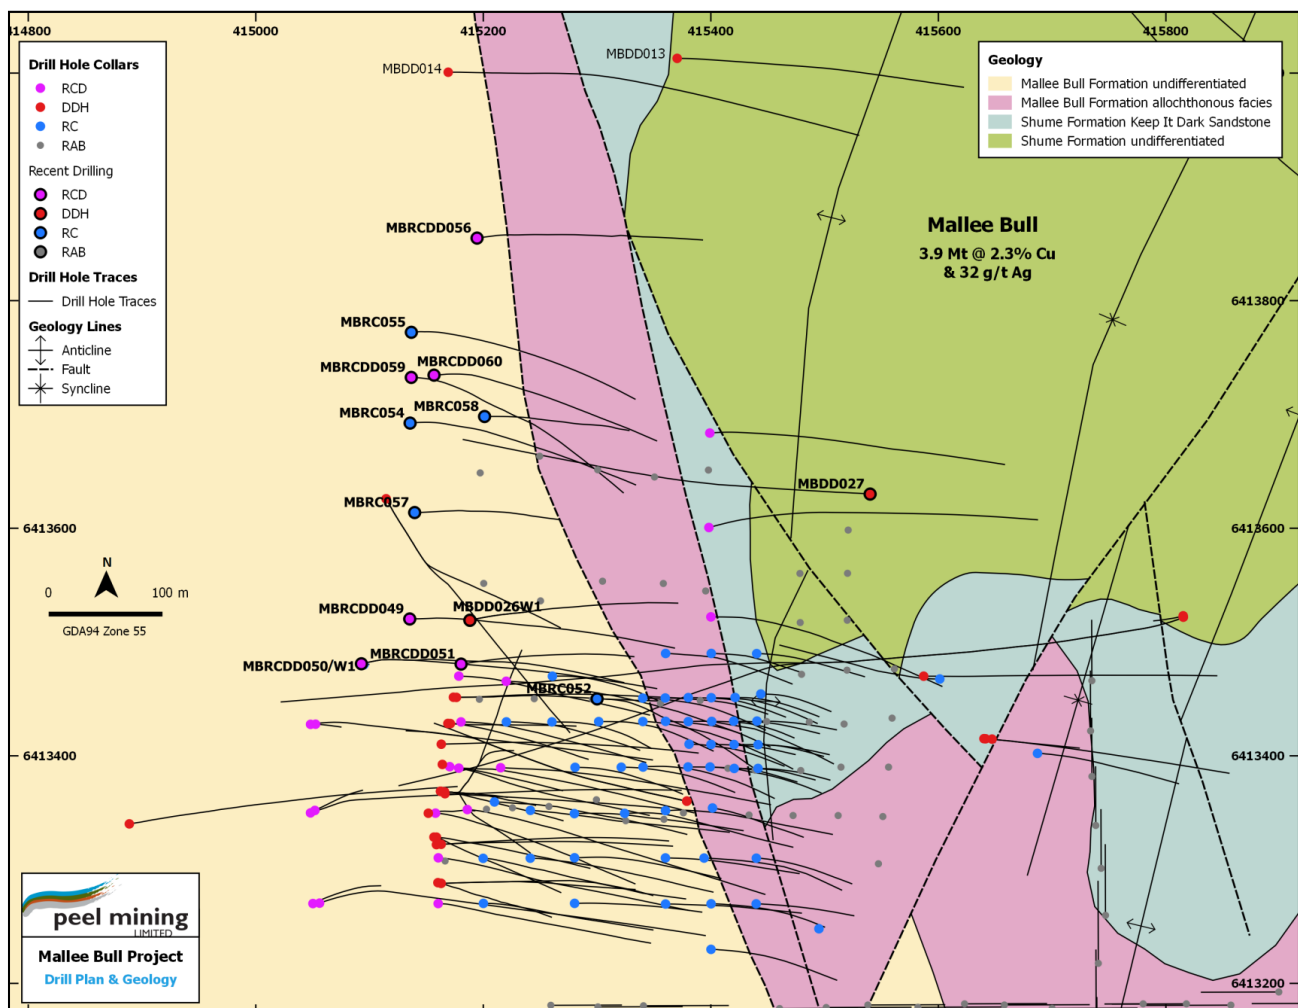 414800
415000
415200
415400
415600
415800
Drill Hole Collars
RCD
DDH
RC
RAB
Recent Drilling
RCD
DDH
RC
RAB
Drill Hole Traces
Drill Hole Traces
Geology Lines
Anticline
Fault
Syncline
Geology
Mallee Bull Formation undifferentiated
Mallee Bull Formation allochthonous facies
Shume Formation Keep It Dark Sandstone
Shume Formation undifferentiated
MBDD014
MBDD013
MBRCDD056
Mallee Bull
3.9 Mt @ 2.3% Cu
& 32 g/t Ag
6413800
MBRC055
MBRCDD059
MBRCDD060
MBRC054
MBRC058
MBDD027
MBRC057
6413600
6413600
N
0
100 m
GDA94 Zone 55
MBRCDD049
MBDD026W1
MBRCDD050/W1
MBRCDD051
MBRC052
6413400
6413400
peel mining
LIMITED
Mallee Bull Project
Drill Plan & Geology
6413200